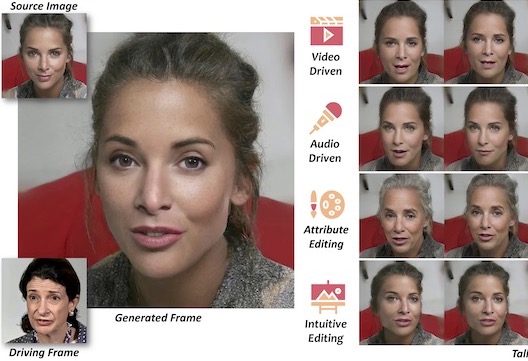 Source Image
Video
Driven
Audio
Driven
Attribute
Editing
Intuitive
Editing
Generated Frame
Driving Frame